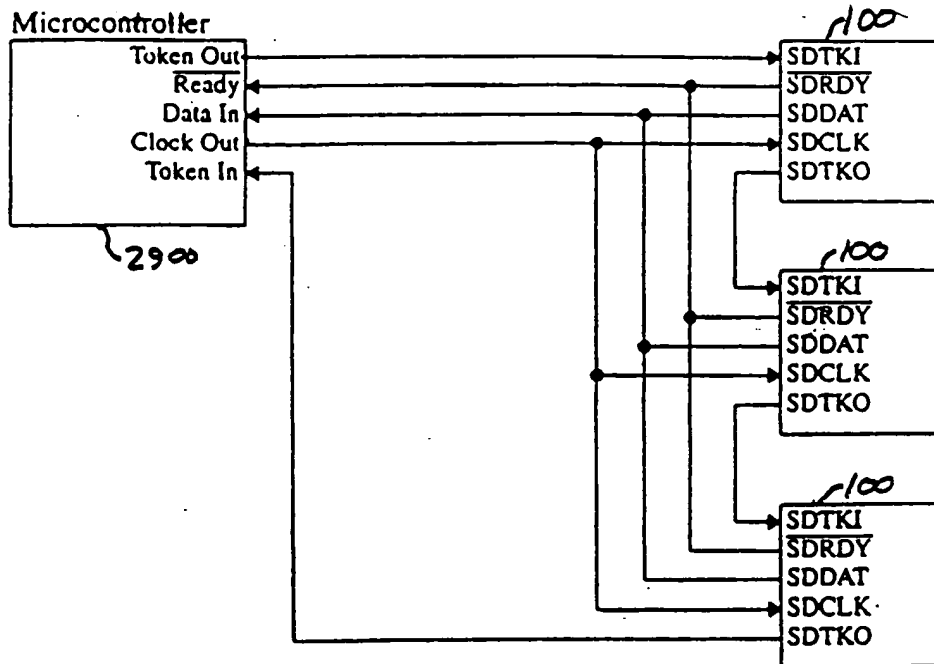 Microcontroller
Token Out
Ready
Data In
Clock Out
Token In
2900
100
SDTKI
SDRDY
SDDAT
SDCLK
SDTKO
100
SDTKI
SDRDY
SDDAT
SDCLK
SDTKO
100
SDTKI
SDRDY
SDDAT
SDCLK
SDTKO